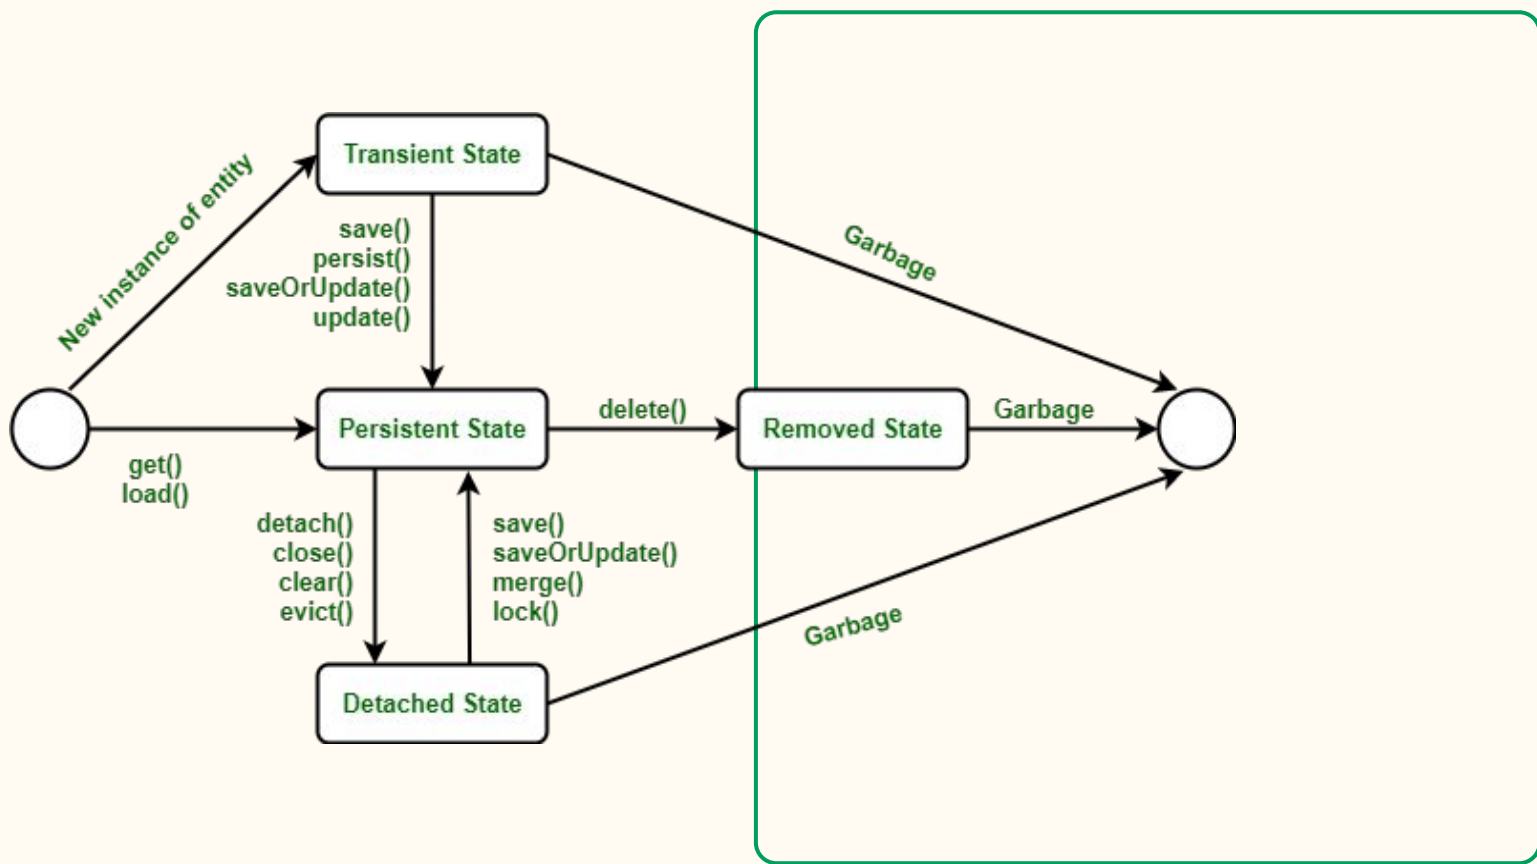 New instance of entity
Transient State
save()
persist()
saveOrUpdate()
update()
Garbage
get()
load()
Persistent State
delete()
Removed State
Garbage
detach()
close()
clear()
evict()
save()
saveOrUpdate()
merge()
lock()
Garbage
Detached State